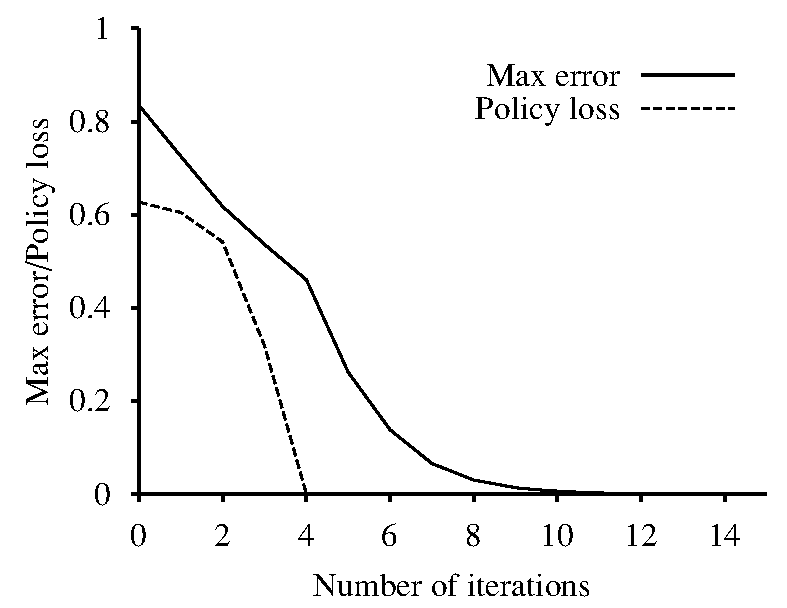 Max error
Policy loss
Max error/Policy loss
1
0.8
0.6
0.4
0.2
0
0 2 4 6 8 10 12 14
Number of iterations